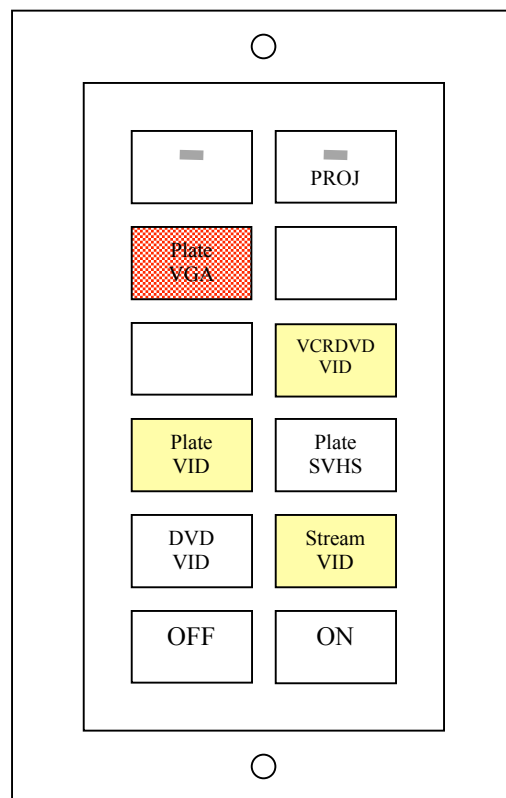 PROJ
Plate
VGA
VCRDVD
VID
Plate
VID
Plate
SVHS
DVD
VID
Stream
VID
OFF
ON